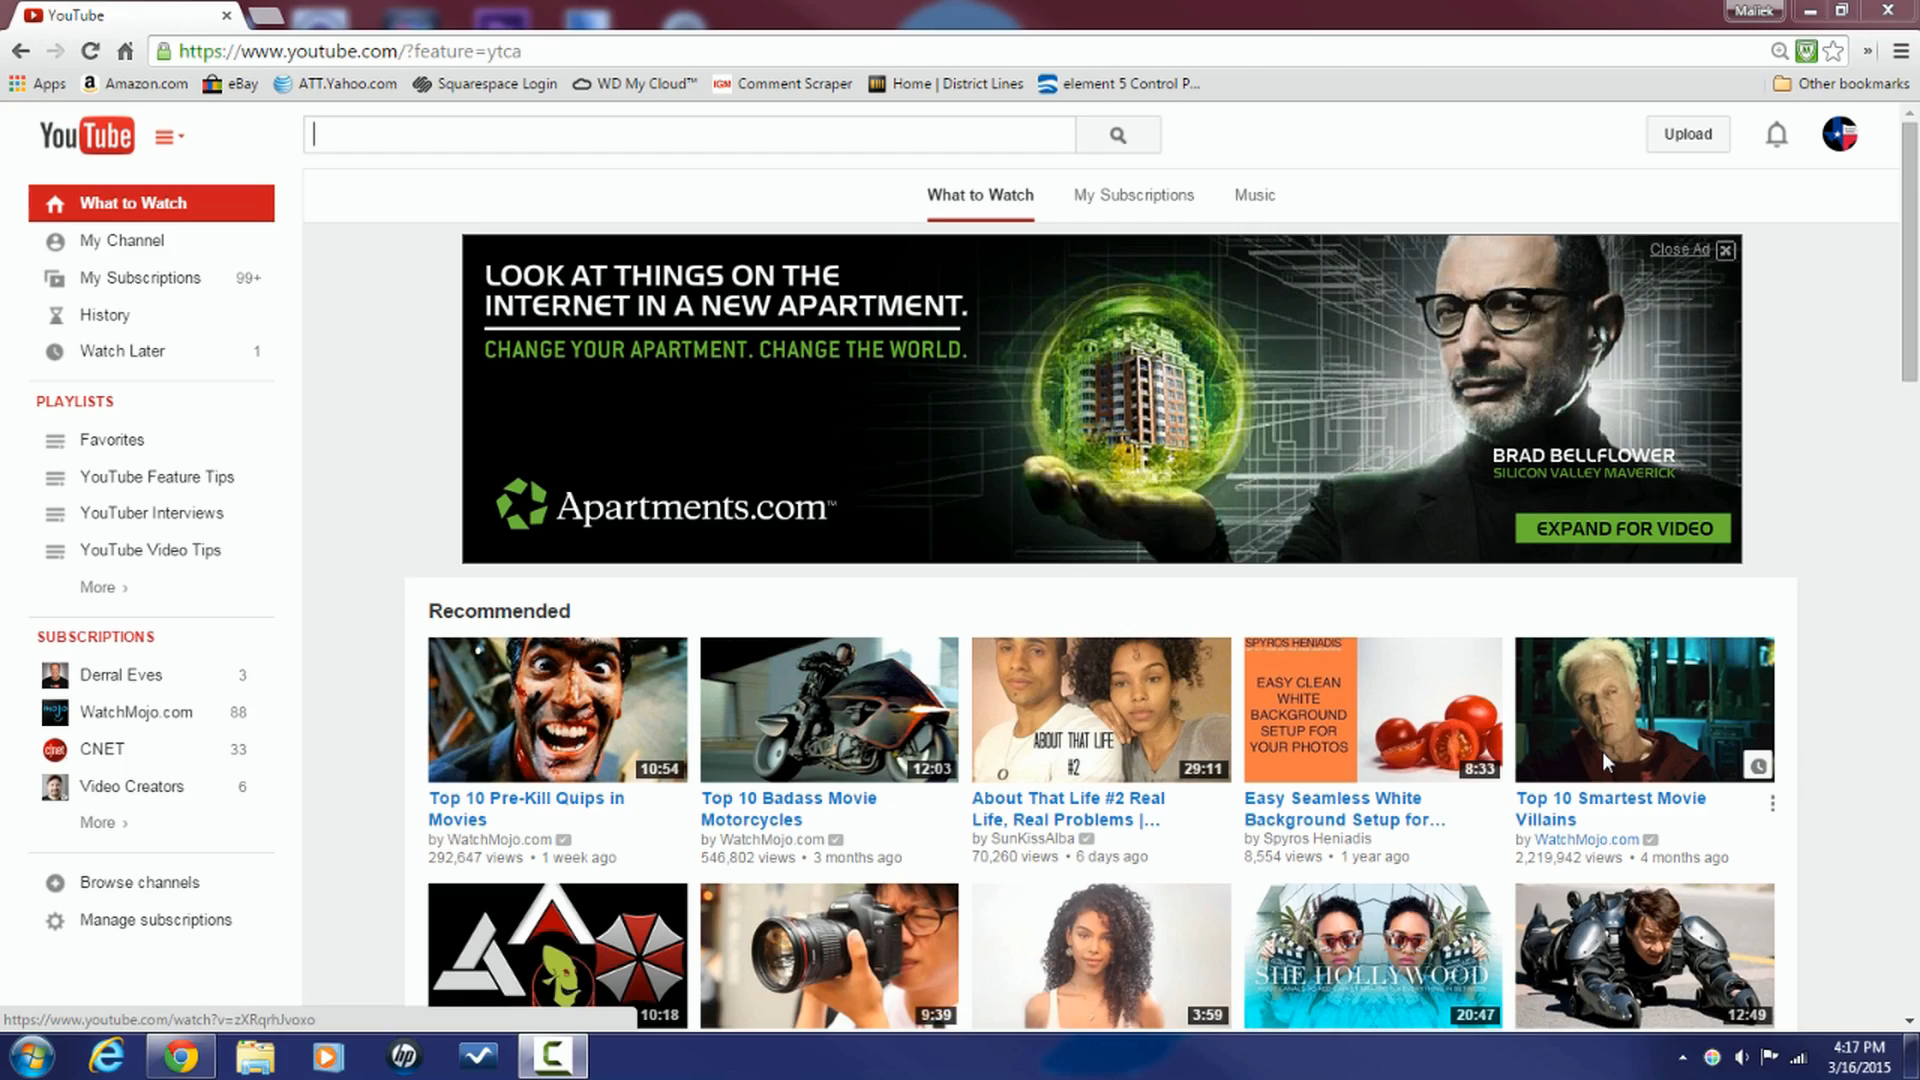 YouTube
Maliek
https://www.youtube.com/?feature=ytca
Apps
Amazon.com
eBay
ATT.Yahoo.com
Squarespace Login
WD My Cloud™
IGN
Comment Scraper
Home | District Lines
element 5 Control P...
Other bookmarks
YouTube
Upload
What to Watch
My Subscriptions
Music
What to Watch
My Channel
My Subscriptions 99+
History
Watch Later 1
PLAYLISTS
Favorites
YouTube Feature Tips
YouTuber Interviews
YouTube Video Tips
More ›
SUBSCRIPTIONS
Derral Eves 3
WatchMojo.com 88
CNET 33
Video Creators 6
More ›
Browse channels
Manage subscriptions
LOOK AT THINGS ON THE
INTERNET IN A NEW APARTMENT.
CHANGE YOUR APARTMENT. CHANGE THE WORLD.
Apartments.com™
Close Ad
BRAD BELLFLOWER
SILICON VALLEY MAVERICK
EXPAND FOR VIDEO
Recommended
10:54
12:03
ABOUT THAT LIFE
#2
29:11
SPYROS HENIADIS
EASY CLEAN
WHITE
BACKGROUND
SETUP FOR
YOUR PHOTOS
8:33
Top 10 Pre-Kill Quips in
Movies
by WatchMojo.com
292,647 views • 1 week ago
Top 10 Badass Movie
Motorcycles
by WatchMojo.com
546,802 views • 3 months ago
About That Life #2 Real
Life, Real Problems |...
by SunKissAlba
70,260 views • 6 days ago
Easy Seamless White
Background Setup for...
by Spyros Heniadis
8,554 views • 1 year ago
Top 10 Smartest Movie
Villains
by WatchMojo.com
2,219,942 views • 4 months ago
10:18
9:39
3:59
SHE HOLLYWOOD
20:47
12:49
https://www.youtube.com/watch?v=zXRqrhJvoxo
4:17 PM
3/16/2015